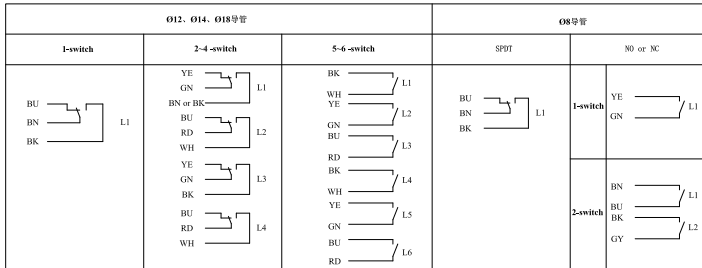 Ø12、Ø14、Ø18导管
Ø8导管
1-switch
2~4 -switch
5~6 -switch
SPDT
NO or NC
BU
BN
BK
L1
YE
GN
BN or BK
L1
BU
RD
WH
L2
YE
GN
BK
L3
BU
RD
WH
L4
BK
WH
L1
YE
GN
L2
BU
RD
L3
BK
WH
L4
YE
GN
L5
BU
RD
L6
BU
BN
BK
L1
1-switch
YE
GN
L1
2-switch
BN
BU
L1
BK
GY
L2